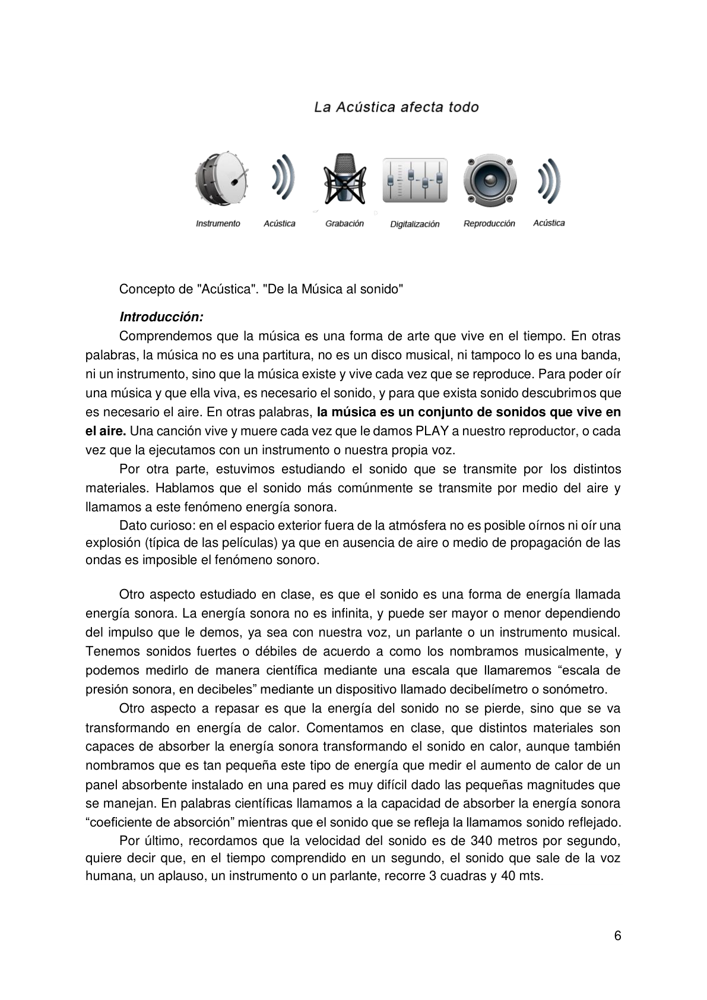 La Acústica afecta todo
Instrumento Acústica Grabación Digitalización Reproducción Acústica
Concepto de "Acústica". "De la Música al sonido"
Introducción:
Comprendemos que la música es una forma de arte que vive en el tiempo. En otras
palabras, la música no es una partitura, no es un disco musical, ni tampoco lo es una banda,
ni un instrumento, sino que la música existe y vive cada vez que se reproduce. Para poder oír
una música y que ella viva, es necesario el sonido, y para que exista sonido descubrimos que
es necesario el aire. En otras palabras, la música es un conjunto de sonidos que vive en
el aire. Una canción vive y muere cada vez que le damos PLAY a nuestro reproductor, o cada
vez que la ejecutamos con un instrumento o nuestra propia voz.
Por otra parte, estuvimos estudiando el sonido que se transmite por los distintos
materiales. Hablamos que el sonido más comúnmente se transmite por medio del aire y
llamamos a este fenómeno energía sonora.
Dato curioso: en el espacio exterior fuera de la atmósfera no es posible oírnos ni oír una
explosión (típica de las películas) ya que en ausencia de aire o medio de propagación de las
ondas es imposible el fenómeno sonoro.
Otro aspecto estudiado en clase, es que el sonido es una forma de energía llamada
energía sonora. La energía sonora no es infinita, y puede ser mayor o menor dependiendo
del impulso que le demos, ya sea con nuestra voz, un parlante o un instrumento musical.
Tenemos sonidos fuertes o débiles de acuerdo a como los nombramos musicalmente, y
podemos medirlo de manera científica mediante una escala que llamaremos “escala de
presión sonora, en decibeles” mediante un dispositivo llamado decibelímetro o sonómetro.
Otro aspecto a repasar es que la energía del sonido no se pierde, sino que se va
transformando en energía de calor. Comentamos en clase, que distintos materiales son
capaces de absorber la energía sonora transformando el sonido en calor, aunque también
nombramos que es tan pequeña este tipo de energía que medir el aumento de calor de un
panel absorbente instalado en una pared es muy difícil dado las pequeñas magnitudes que
se manejan. En palabras científicas llamamos a la capacidad de absorber la energía sonora
“coeficiente de absorción” mientras que el sonido que se refleja la llamamos sonido reflejado.
Por último, recordamos que la velocidad del sonido es de 340 metros por segundo,
quiere decir que, en el tiempo comprendido en un segundo, el sonido que sale de la voz
humana, un aplauso, un instrumento o un parlante, recorre 3 cuadras y 40 mts.
6